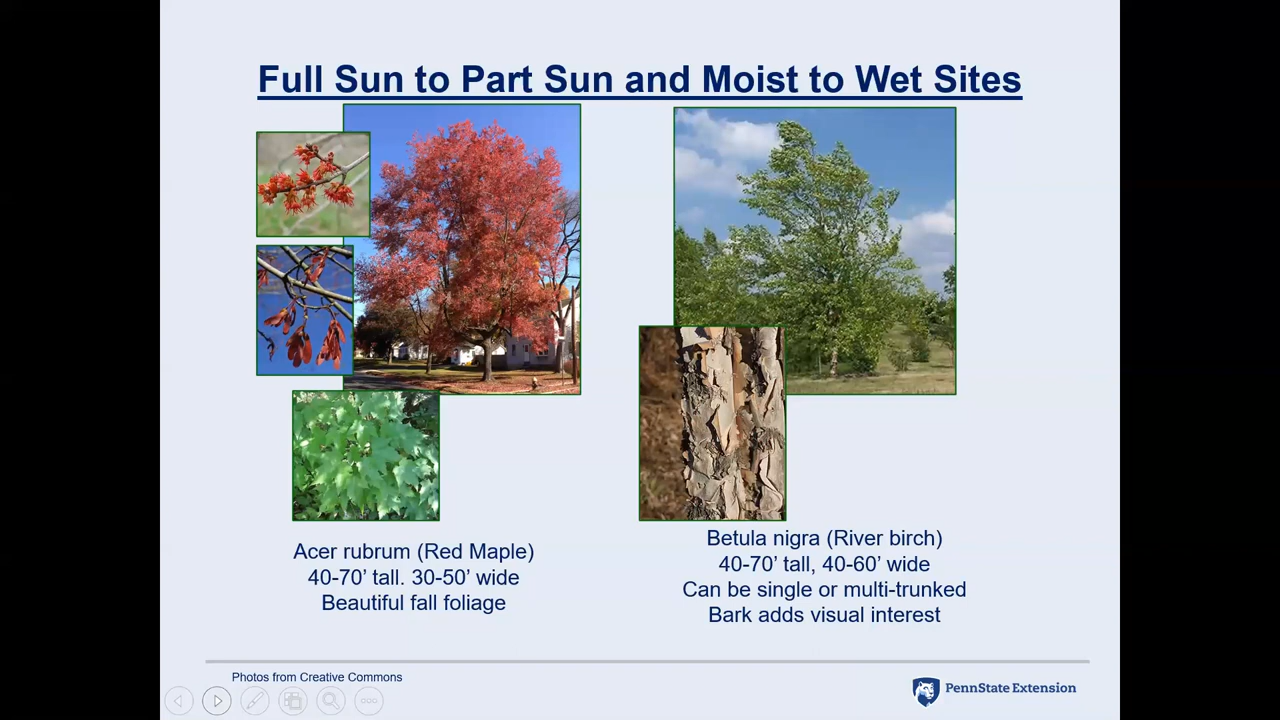 Full Sun to Part Sun and Moist to Wet Sites
Acer rubrum (Red Maple)
40-70’ tall. 30-50’ wide
Beautiful fall foliage
Betula nigra (River birch)
40-70’ tall, 40-60’ wide
Can be single or multi-trunked
Bark adds visual interest
Photos from Creative Commons
PennState Extension